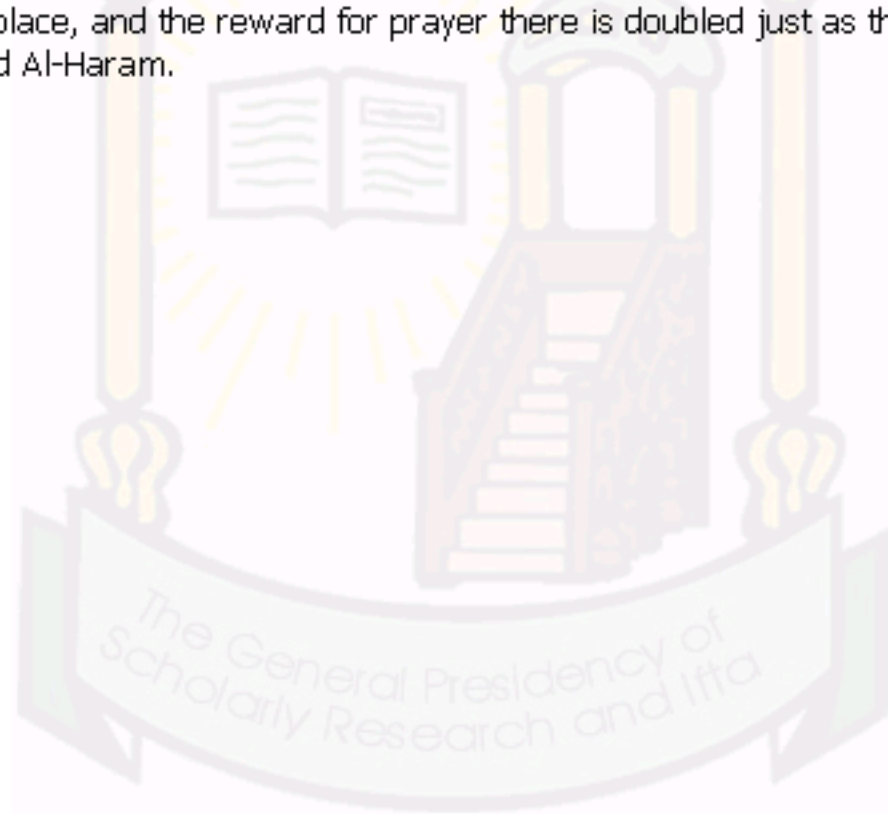 place, and the reward for prayer there is doubled just as th
d Al-Haram.
The General Presidency of
Scholarly Research and Ifta